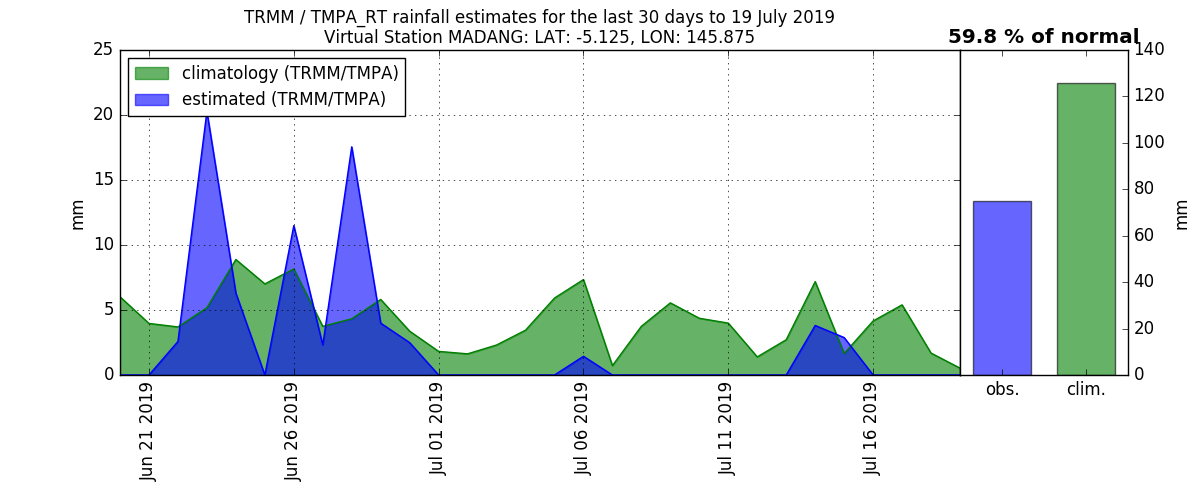 TRMM / TMPA_RT rainfall estimates for the last 30 days to 19 July 2019
Virtual Station MADANG: LAT: -5.125, LON: 145.875
59.8 % of normal
climatology (TRMM/TMPA)
estimated (TRMM/TMPA)
25
20
15
10
5
0
mm
Jun 21 2019
Jun 26 2019
Jul 01 2019
Jul 06 2019
Jul 11 2019
Jul 16 2019
140
120
100
80
60
40
20
0
mm
obs.
clim.